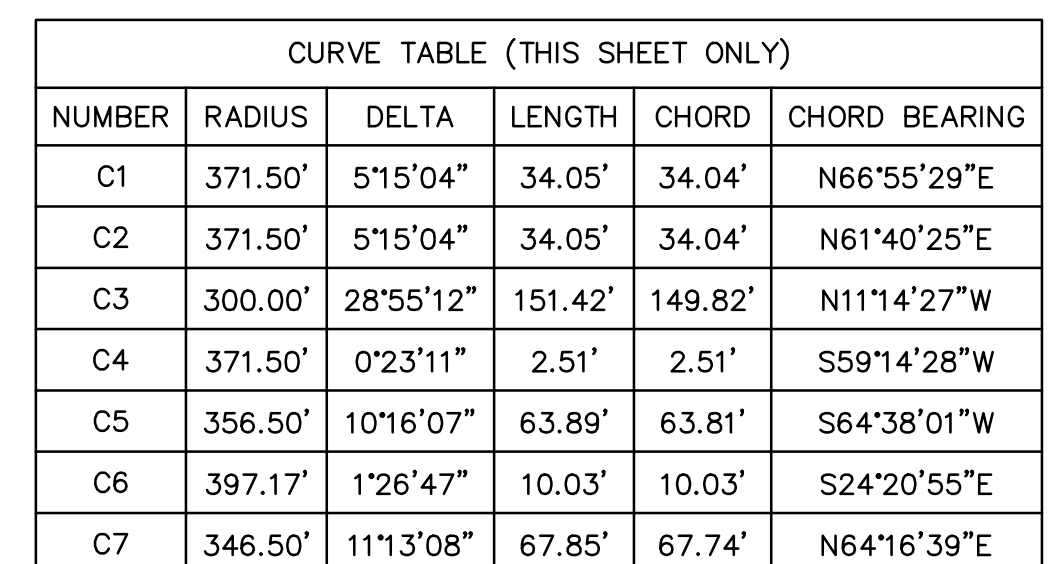 CURVE TABLE (THIS SHEET ONLY)
NUMBER RADIUS DELTA LENGTH CHORD CHORD BEARING
C1 371.50' 5°15'04" 34.05' 34.04' N66°55'29"E
C2 371.50' 5°15'04" 34.05' 34.04' N61°40'25"E
C3 300.00' 28°55'12" 151.42' 149.82' N11°14'27"W
C4 371.50' 0°23'11" 2.51' 2.51' S59°14'28"W
C5 356.50' 10°16'07" 63.89' 63.81' S64°38'01"W
C6 397.17' 1°26'47" 10.03' 10.03' S24°20'55"E
C7 346.50' 11°13'08" 67.85' 67.74' N64°16'39"E